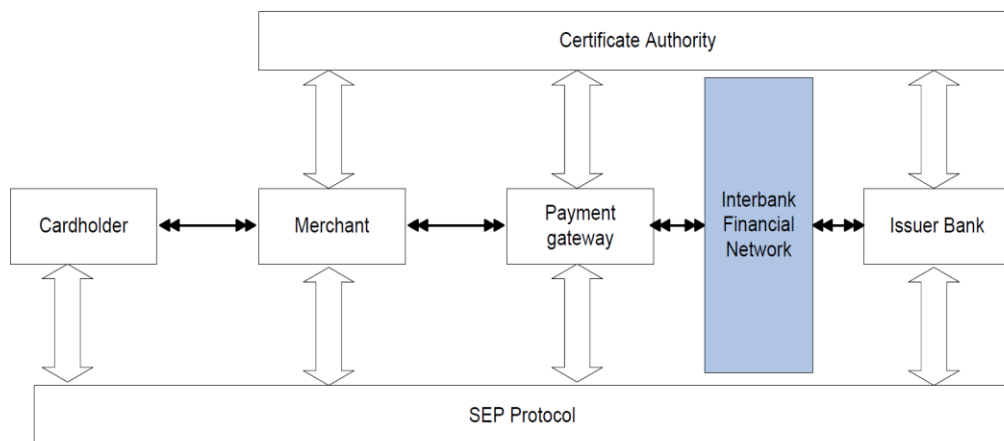 Certificate Authority
Cardholder
Merchant
Payment
gateway
Interbank
Financial
Network
Issuer Bank
SEP Protocol